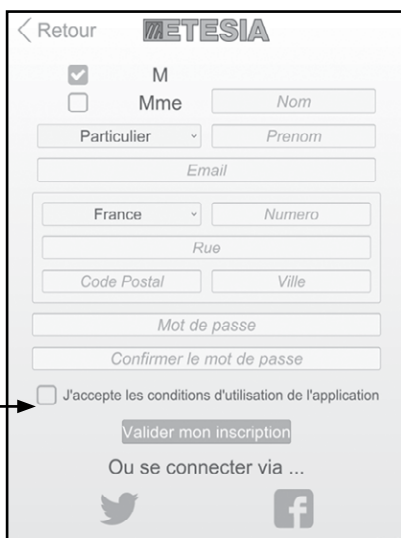 Retour ETESIA
M
Mme Nom
Particulier Prenom
Email
France Numero
Rue
Code Postal Ville
Mot de passe
Confirmer le mot de passe
J'accepte les conditions d'utilisation de l'application
Valider mon inscription
Ou se connecter via ...